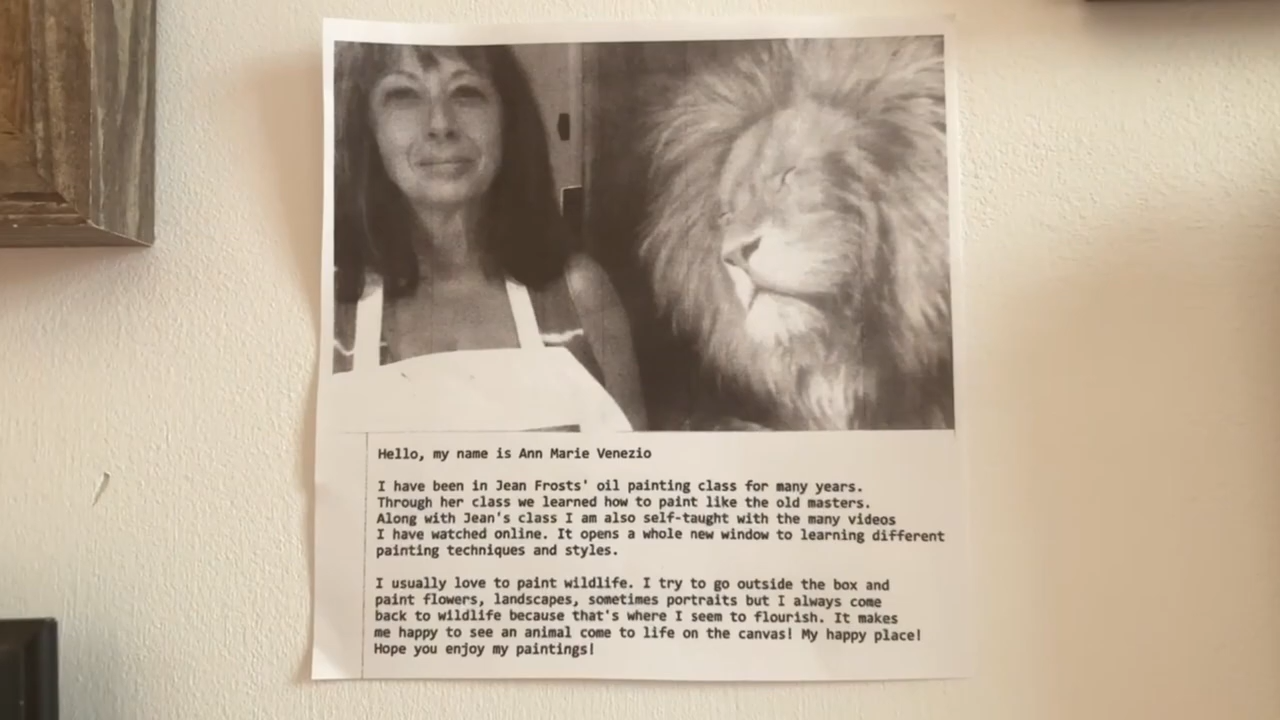 Hello, my name is Ann Marie Venezio
I have been in Jean Frosts' oil painting class for many years.
Through her class we learned how to paint like the old masters.
Along with Jean's class I am also self-taught with the many videos
I have watched online. It opens a whole new window to learning different
painting techniques and styles.
I usually love to paint wildlife. I try to go outside the box and
paint flowers, landscapes, sometimes portraits but I always come
back to wildlife because that's where I seem to flourish. It makes
me happy to see an animal come to life on the canvas! My happy place!
Hope you enjoy my paintings!